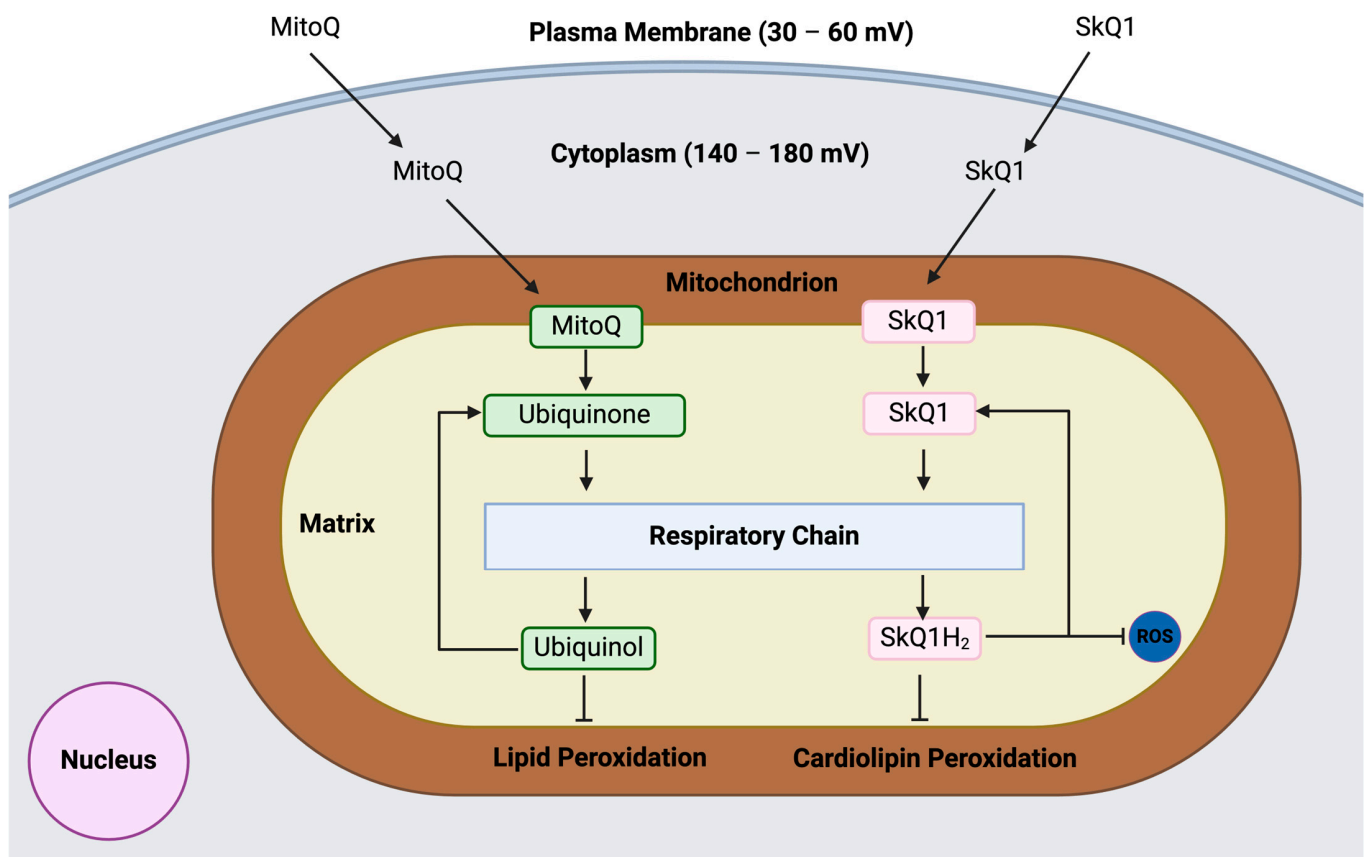 MitoQ
Plasma Membrane (30 – 60 mV)
SkQ1
Cytoplasm (140 – 180 mV)
MitoQ
SkQ1
Mitochondrion
MitoQ
SkQ1
Ubiquinone
SkQ1
Matrix
Respiratory Chain
Ubiquinol
SkQ1H₂
ROS
Nucleus
Lipid Peroxidation
Cardiolipin Peroxidation